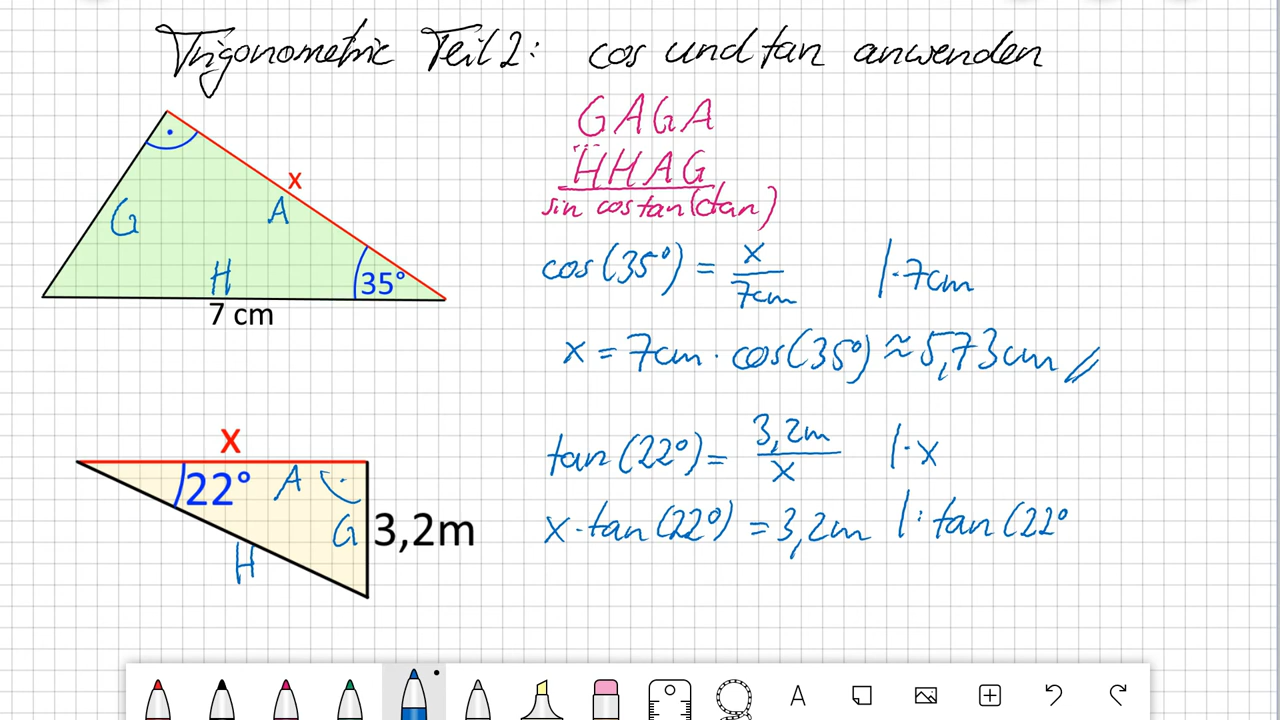 Trigonometrie Teil 2: cos und tan anwenden
GAGA
HHAG
sin cos tan (ctan)
x
G
A
H
35°
7 cm
cos(35°) = x/7cm |·7cm
x = 7cm · cos(35°) ≈ 5,73cm //
x
22°
A
G
3,2m
H
tan(22°) = 3,2m/x |·x
x·tan(22°) = 3,2m |: tan(22°
A